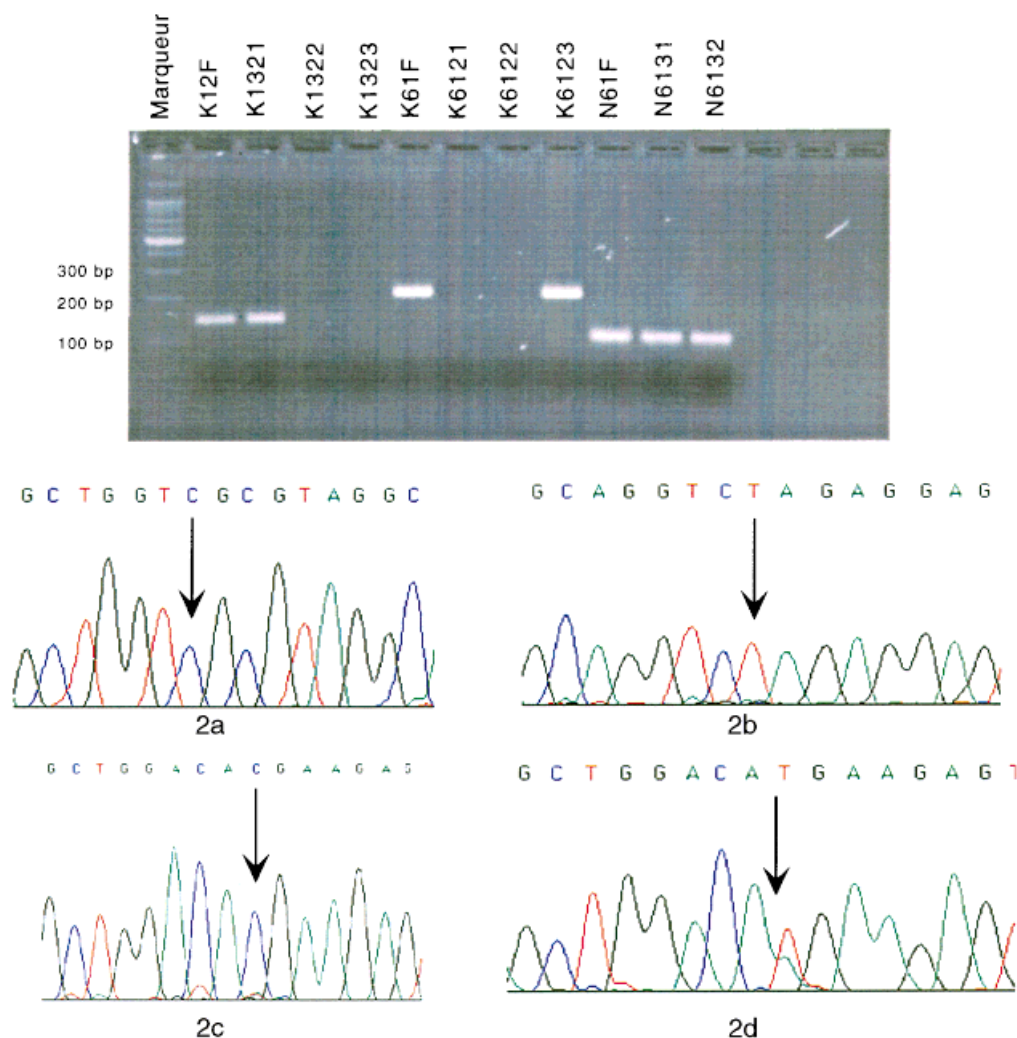 Marqueur K12F K1321 K1322 K1323 K61F K6121 K6122 K6123 N61F N6131 N6132
300 bp
200 bp
100 bp
G C T G G T C G C G T A G G C
G C A G G T C T A G A G G A G
2a
2b
G C T G G A C A C G A A G A G
G C T G G A C A T G A A G A G T
2c
2d